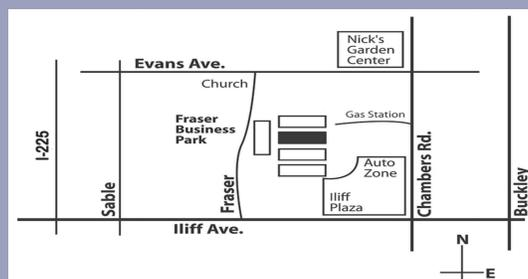 Nick's
Garden
Center
Evans Ave.
Church
Gas Station
Fraser
Business
Park
I-225
Sable
Fraser
Auto
Zone
Iliff
Plaza
Chambers Rd.
Buckley
Iliff Ave.
N
E